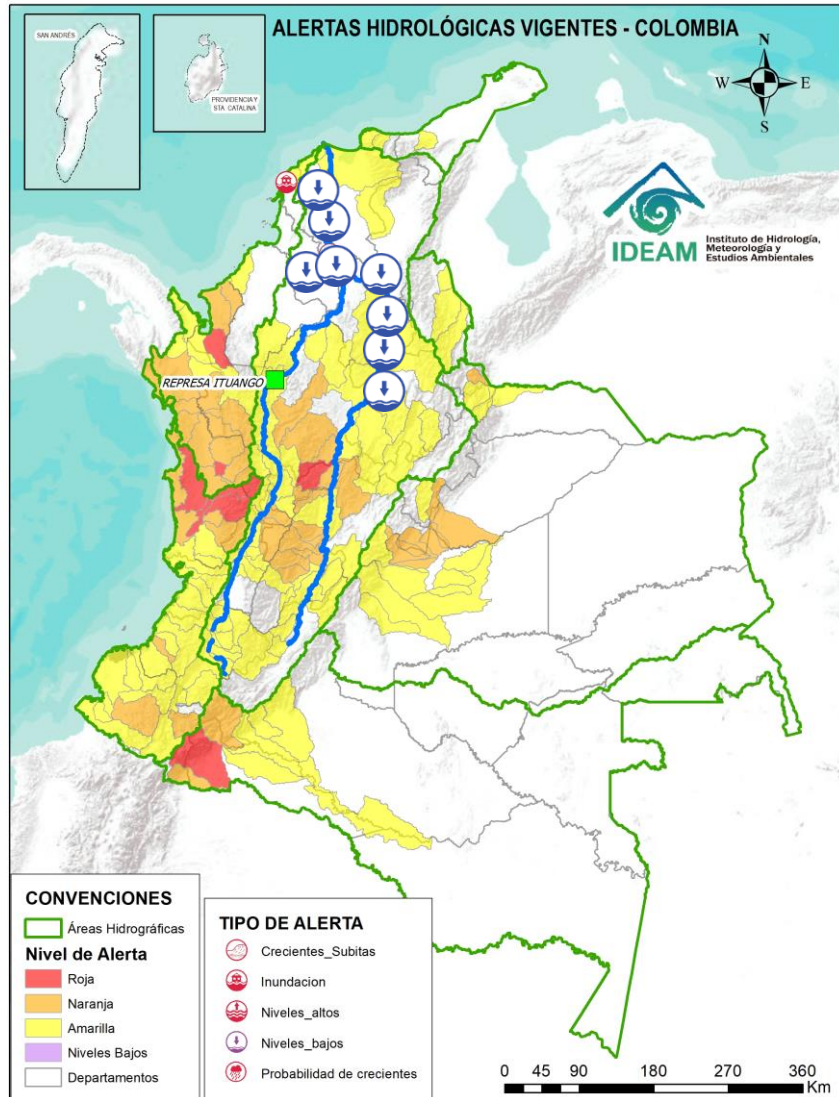 ALERTAS HIDROLÓGICAS VIGENTES - COLOMBIA
SAN ANDRÉS
PROVIDENCIA Y
STA. CATALINA
N
W E
S
IDEAM
Instituto de Hidrología,
Meteorología y
Estudios Ambientales
REPRESA ITUANGO
CONVENCIONES
Áreas Hidrográficas
Nivel de Alerta
Roja
Naranja
Amarilla
Niveles Bajos
Departamentos
TIPO DE ALERTA
Crecientes_Subitas
Inundacion
Niveles_altos
Niveles_bajos
Probabilidad de crecientes
0 45 90 180 270 360
Km